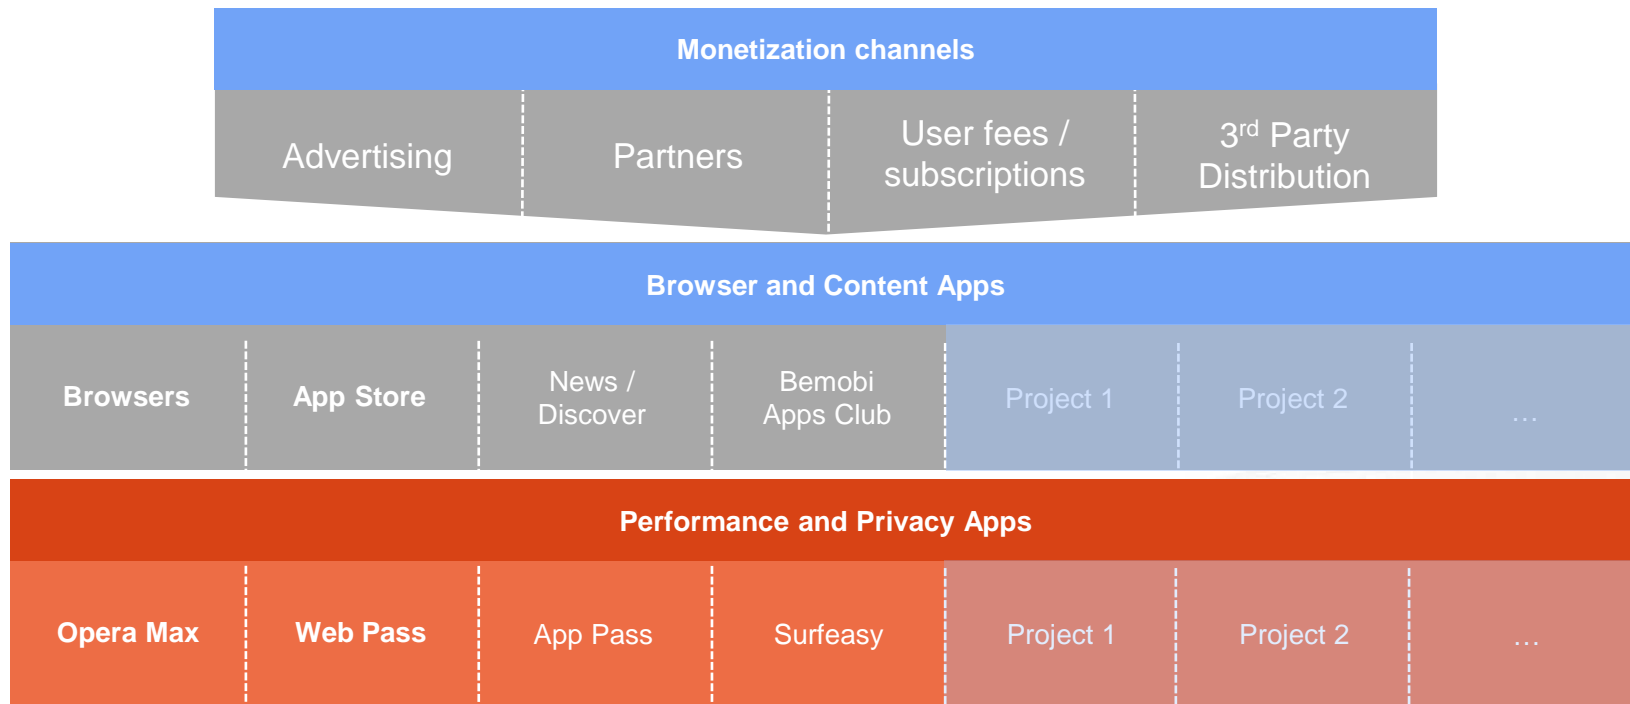 Monetization channels
Advertising
Partners
User fees /
subscriptions
3rd Party
Distribution
Browser and Content Apps
Browsers
App Store
News /
Discover
Bemobi
Apps Club
Project 1
Project 2
…
Performance and Privacy Apps
Opera Max
Web Pass
App Pass
Surfeasy
Project 1
Project 2
…